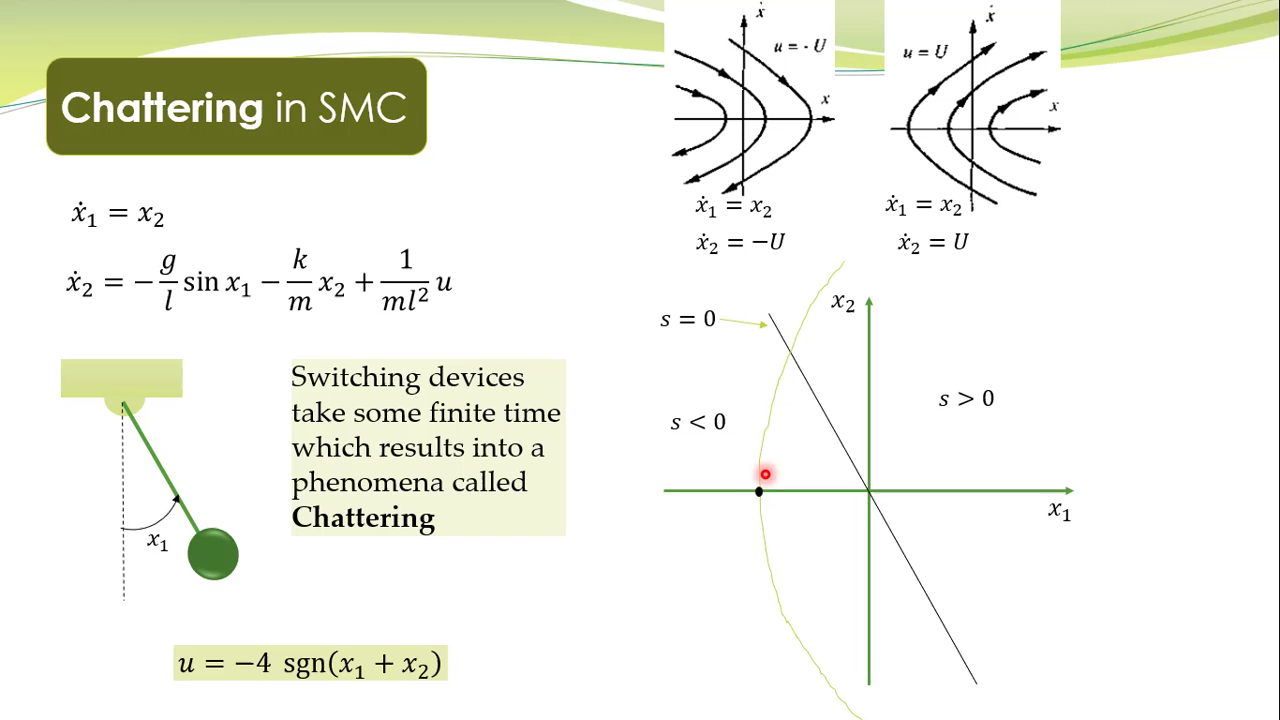 Chattering in SMC
ẋ₁ = x₂
ẋ₂ = −g/l sin x₁ − k/m x₂ + 1/ml² u
x₁
Switching devices
take some finite time
which results into a
phenomena called
Chattering
u = −4 sgn(x₁ + x₂)
ẋ
u = - U
x
ẋ₁ = x₂
ẋ₂ = −U
ẋ
u = U
x
ẋ₁ = x₂
ẋ₂ = U
x₂
s = 0
s > 0
s < 0
x₁